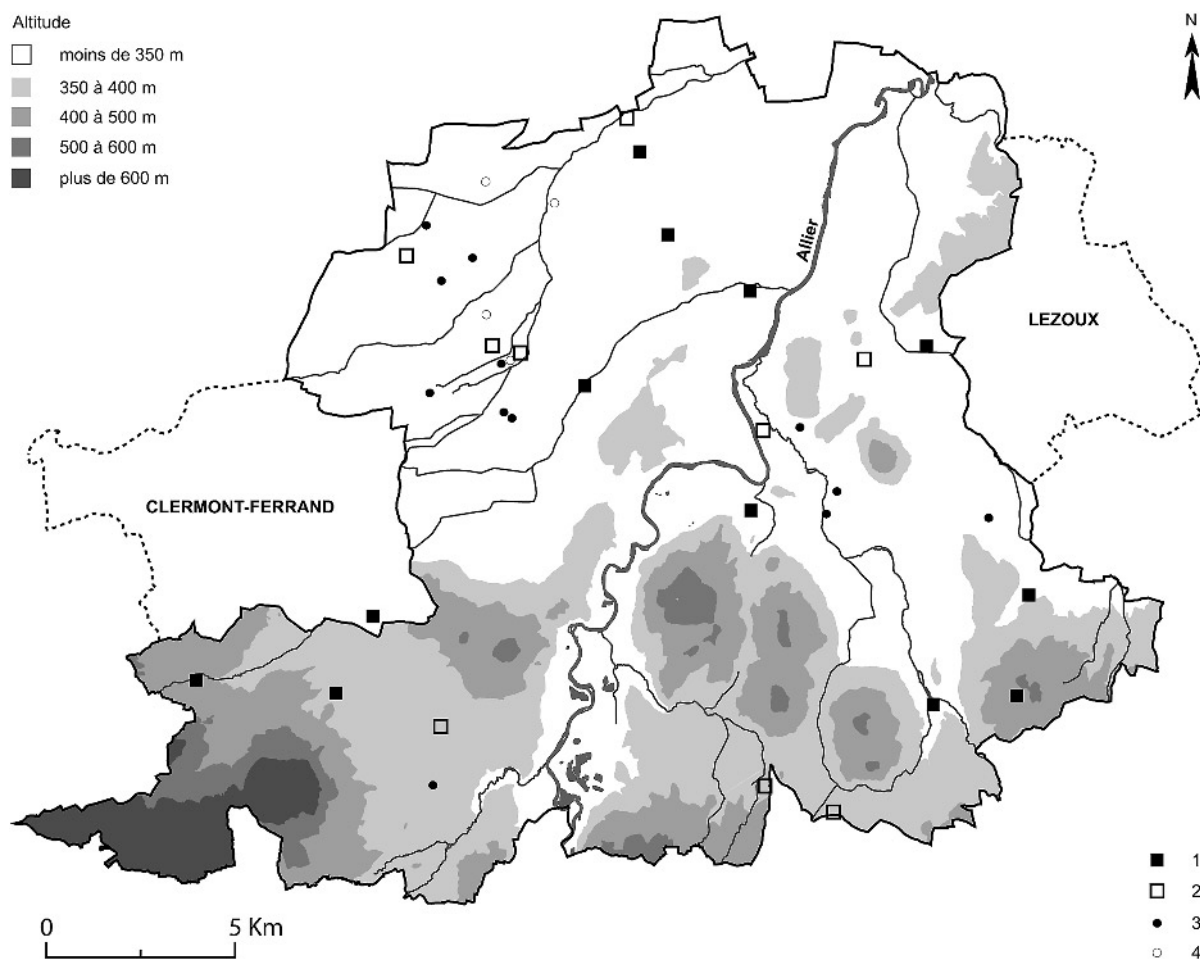 Altitude
moins de 350 m
350 à 400 m
400 à 500 m
500 à 600 m
plus de 600 m
N
Allier
LEZOUX
CLERMONT-FERRAND
0 5 Km
1
2
3
4